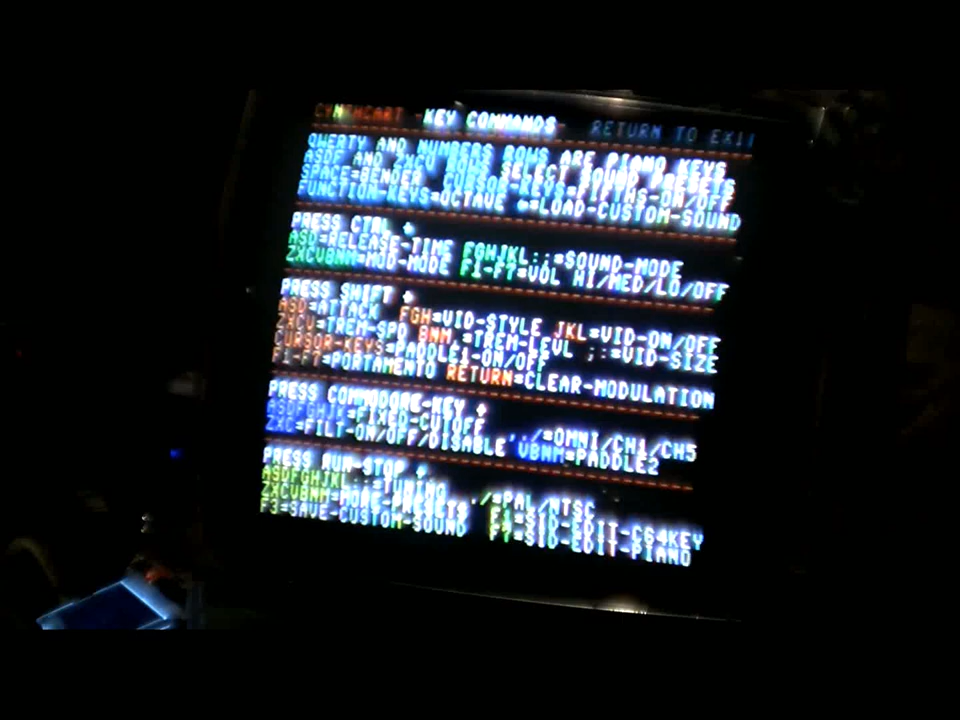 CYNTHCART -KEY COMMANDS- RETURN TO EXIT
QWERTY AND NUMBERS ROWS ARE PIANO KEYS
ASDF AND ZXCV ROWS SELECT SOUND PRESETS
SPACE=BENDER CURSOR-KEYS=FIFTHS-ON/OFF
FUNCTION-KEYS=OCTAVE =LOAD-CUSTOM-SOUND
PRESS CTRL +
ASD=RELEASE-TIME FGHJKL:;=SOUND-MODE
ZXCVBNM=MOD-MODE F1-F7=VOL HI/MED/LO/OFF
PRESS SHIFT +
ASD=ATTACK FGH=VID-STYLE JKL=VID-ON/OFF
ZXCV=TREM-SPD BNM,=TREM-LEVL ;:=VID-SIZE
CURSOR-KEYS=PADDLE1-ON/OFF
F1-F7=PORTAMENTO RETURN=CLEAR-MODULATION
PRESS COMMODORE-KEY +
ASDFGHJK=FIXED-CUTOFF ,./=OMNI/CH1/CH5
ZXC=FILT-ON/OFF/DISABLE VBNM=PADDLE2
PRESS RUN-STOP +
ASDFGHJKL:;=TUNING ./=PAL/NTSC
ZXCVBNM=MORE-PRESETS =SID-EDIT-C64KEY
F3=SAVE-CUSTOM-SOUND F7=SID-EDIT-PIANO